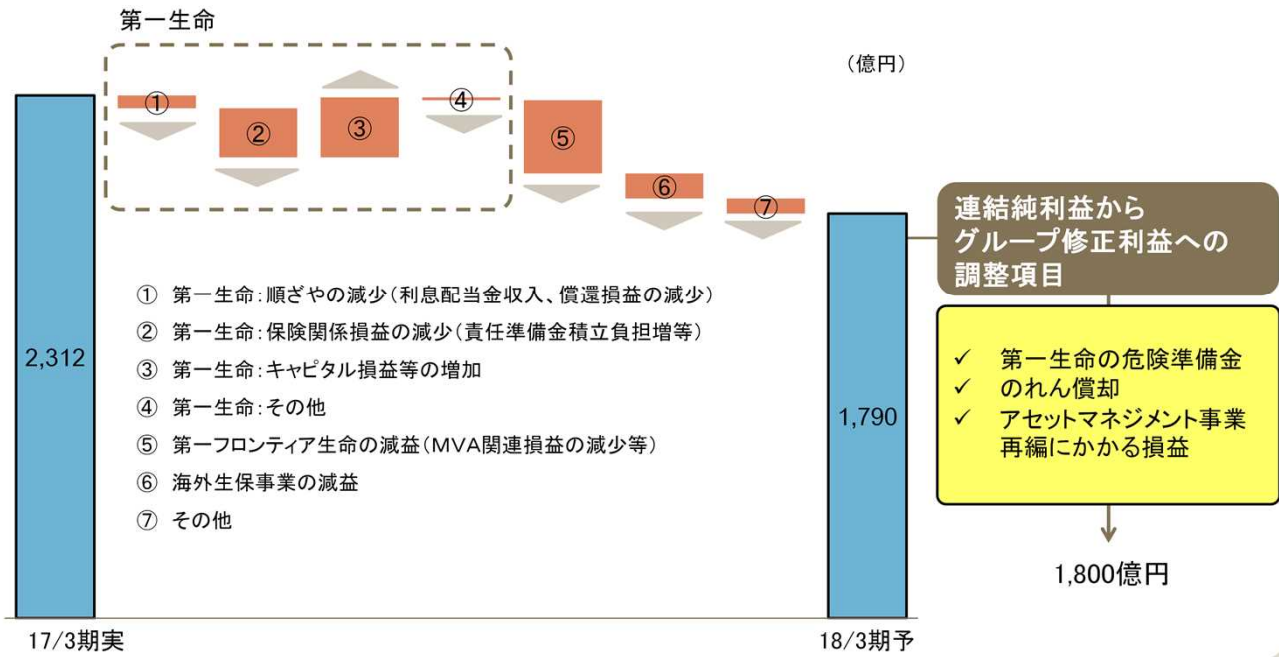 第一生命
（億円）
①
②
③
④
⑤
⑥
⑦
2,312
1,790
① 第一生命：順ざやの減少（利息配当金収入、償還損益の減少）
② 第一生命：保険関係損益の減少（責任準備金積立負担増等）
③ 第一生命：キャピタル損益等の増加
④ 第一生命：その他
⑤ 第一フロンティア生命の減益（MVA関連損益の減少等）
⑥ 海外生保事業の減益
⑦ その他
連結純利益から
グループ修正利益への
調整項目
✓ 第一生命の危険準備金
✓ のれん償却
✓ アセットマネジメント事業
再編にかかる損益
1,800億円
17/3期実
18/3期予